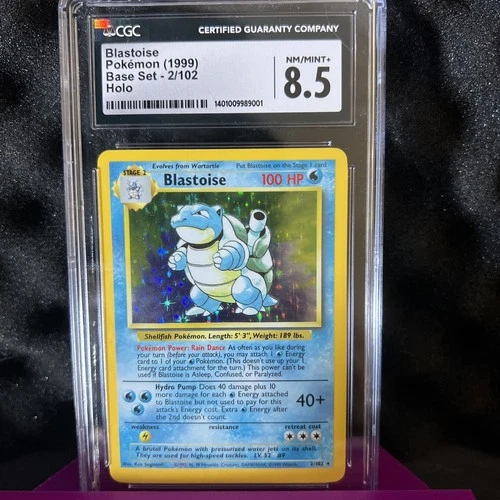 CGC
CERTIFIED GUARANTY COMPANY
Blastoise
Pokémon (1999)
Base Set - 2/102
Holo
NM/MINT+
8.5
1401009989001
Evolves from Wartortle
Put Blastoise on the Stage 1 card
STAGE 2
Blastoise
100 HP
Shellfish Pokémon. Length: 5' 3", Weight: 189 lbs.
Pokémon Power: Rain Dance As often as you like during
your turn (before your attack), you may attach 1 Energy
card to 1 of your Pokémon. (This doesn't use up your 1
Energy card attachment for the turn.) This power can't be
used if Blastoise is Asleep, Confused, or Paralyzed.
Hydro Pump Does 40 damage plus 10
more damage for each Energy attached
to Blastoise but not used to pay for this
attack's Energy cost. Extra Energy after
the 2nd doesn't count.
40+
weakness
resistance
retreat cost
A brutal Pokémon with pressurized water jets on its shell.
They are used for high-speed tackles. LV. 52 #9
2/102